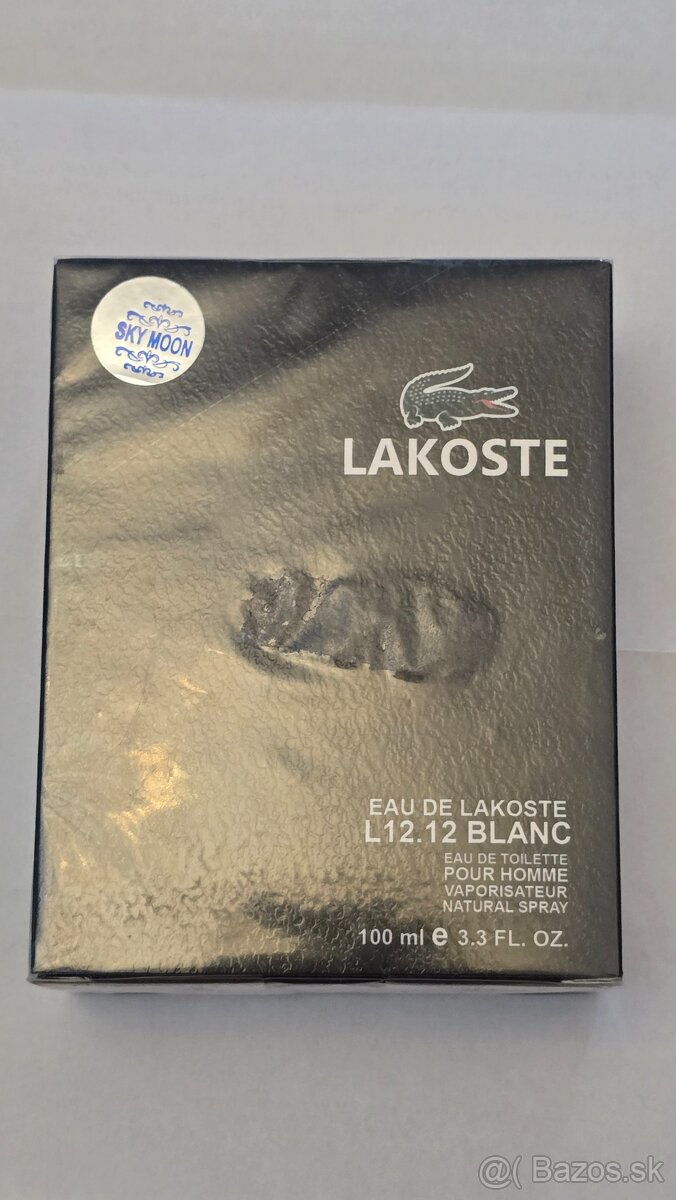 SKY MOON
LAKOSTE
EAU DE LAKOSTE
L12.12 BLANC
EAU DE TOILETTE
POUR HOMME
VAPORISATEUR
NATURAL SPRAY
100 ml e 3.3 FL. OZ.
@( Bazos.sk